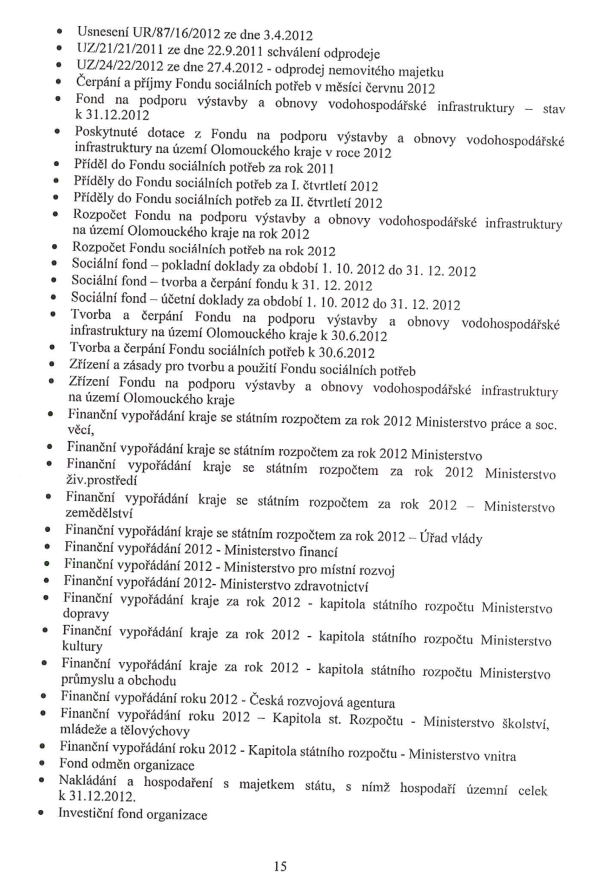 • Usnesení UR/87/16/2012 ze dne 3.4.2012
• UZ/21/21/2011 ze dne 22.9.2011 schválení odprodeje
• UZ/24/22/2012 ze dne 27.4.2012 - odprodej nemovitého majetku
• Čerpání a příjmy Fondu sociálních potřeb v měsíci červnu 2012
• Fond na podporu výstavby a obnovy vodohospodářské infrastruktury – stav
k 31.12.2012
• Poskytnuté dotace z Fondu na podporu výstavby a obnovy vodohospodářské
infrastruktury na území Olomouckého kraje v roce 2012
• Příděl do Fondu sociálních potřeb za rok 2011
• Příděly do Fondu sociálních potřeb za I. čtvrtletí 2012
• Příděly do Fondu sociálních potřeb za II. čtvrtletí 2012
• Rozpočet Fondu na podporu výstavby a obnovy vodohospodářské infrastruktury
na území Olomouckého kraje na rok 2012
• Rozpočet Fondu sociálních potřeb na rok 2012
• Sociální fond – pokladní doklady za období 1. 10. 2012 do 31. 12. 2012
• Sociální fond – tvorba a čerpání fondu k 31. 12. 2012
• Sociální fond – účetní doklady za období 1. 10. 2012 do 31. 12. 2012
• Tvorba a čerpání Fondu na podporu výstavby a obnovy vodohospodářské
infrastruktury na území Olomouckého kraje k 30.6.2012
• Tvorba a čerpání Fondu sociálních potřeb k 30.6.2012
• Zřízení a zásady pro tvorbu a použití Fondu sociálních potřeb
• Zřízení Fondu na podporu výstavby a obnovy vodohospodářské infrastruktury
na území Olomouckého kraje
• Finanční vypořádání kraje se státním rozpočtem za rok 2012 Ministerstvo práce a soc.
věcí,
• Finanční vypořádání kraje se státním rozpočtem za rok 2012 Ministerstvo
• Finanční vypořádání kraje se státním rozpočtem za rok 2012 Ministerstvo
živ.prostředí
• Finanční vypořádání kraje se státním rozpočtem za rok 2012 – Ministerstvo
zemědělství
• Finanční vypořádání kraje se státním rozpočtem za rok 2012 – Úřad vlády
• Finanční vypořádání 2012 - Ministerstvo financí
• Finanční vypořádání 2012 - Ministerstvo pro místní rozvoj
• Finanční vypořádání 2012- Ministerstvo zdravotnictví
• Finanční vypořádání kraje za rok 2012 - kapitola státního rozpočtu Ministerstvo
dopravy
• Finanční vypořádání kraje za rok 2012 - kapitola státního rozpočtu Ministerstvo
kultury
• Finanční vypořádání kraje za rok 2012 - kapitola státního rozpočtu Ministerstvo
průmyslu a obchodu
• Finanční vypořádání roku 2012 - Česká rozvojová agentura
• Finanční vypořádání roku 2012 – Kapitola st. Rozpočtu - Ministerstvo školství,
mládeže a tělovýchovy
• Finanční vypořádání roku 2012 - Kapitola státního rozpočtu - Ministerstvo vnitra
• Fond odměn organizace
• Nakládání a hospodaření s majetkem státu, s nímž hospodaří územní celek
k 31.12.2012.
• Investiční fond organizace
15